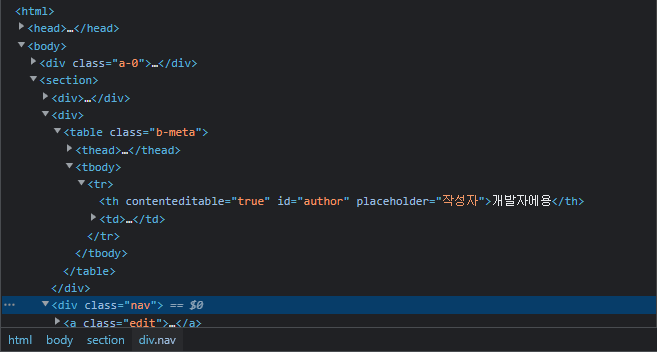 <html>
<head>…</head>
<body>
<div class="a-0">…</div>
<section>
<div>…</div>
<div>
<table class="b-meta">
<thead>…</thead>
<tbody>
<tr>
<th contenteditable="true" id="author" placeholder="작성자">개발자에용</th>
<td>…</td>
</tr>
</tbody>
</table>
</div>
… <div class="nav"> == $0
<a class="edit">…</a>
html body section div.nav